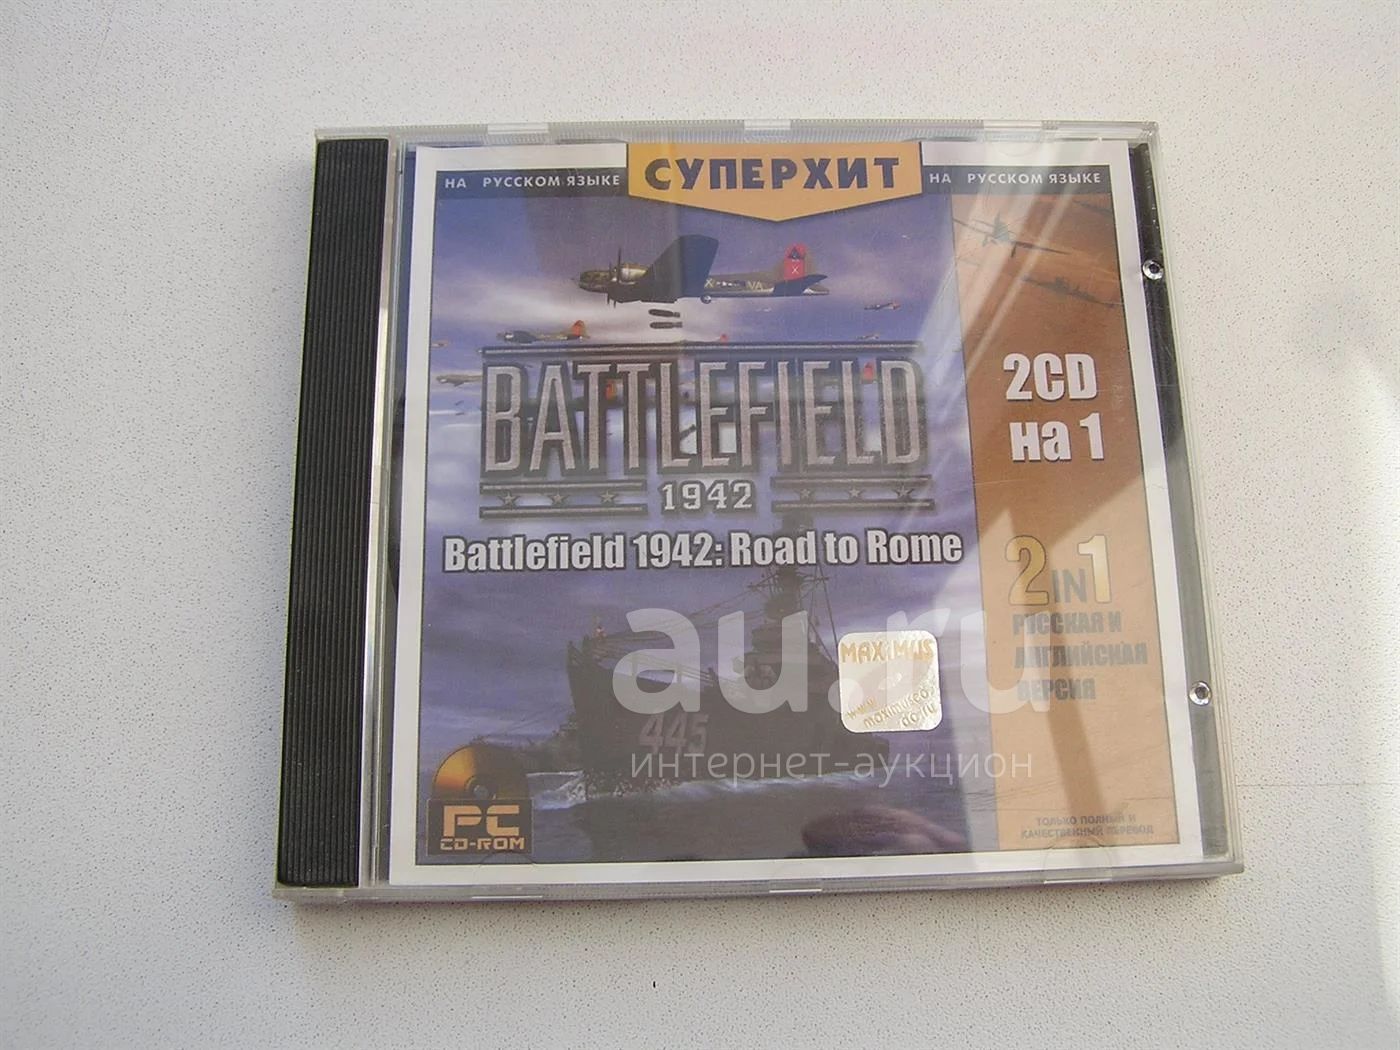 НА РУССКОМ ЯЗЫКЕ
СУПЕРХИТ
НА РУССКОМ ЯЗЫКЕ
X
X
VA
BATTLEFIELD
1942
Battlefield 1942: Road to Rome
2CD
на 1
2 IN 1
РУССКАЯ И
АНГЛИЙСКАЯ
ВЕРСИЯ
au.ru
интернет-аукцион
MAXIMUS
445
PC
CD-ROM
ТОЛЬКО ПОЛНЫЙ И
КАЧЕСТВЕННЫЙ ПЕРЕВОД